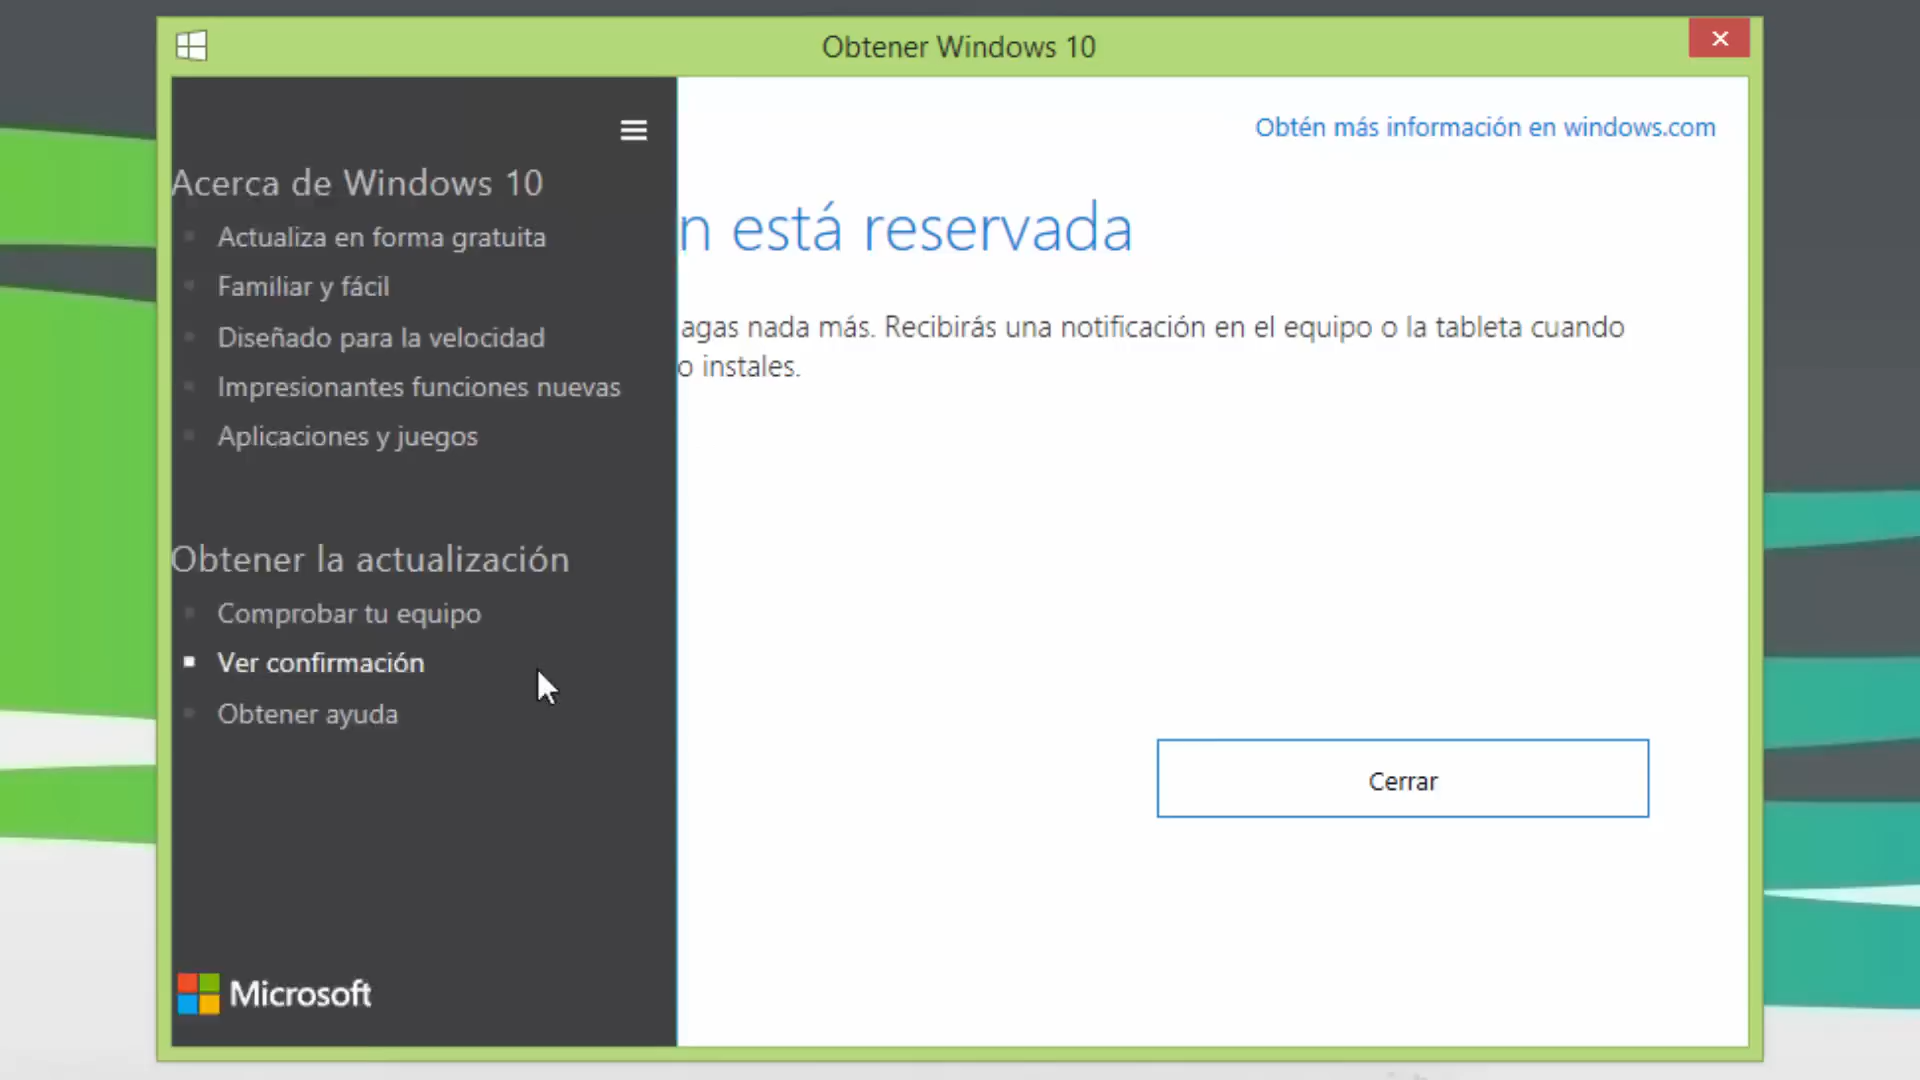 Obtener Windows 10
Acerca de Windows 10
Actualiza en forma gratuita
Familiar y fácil
Diseñado para la velocidad
Impresionantes funciones nuevas
Aplicaciones y juegos
Obtener la actualización
Comprobar tu equipo
Ver confirmación
Obtener ayuda
Microsoft
Obtén más información en windows.com
n está reservada
agas nada más. Recibirás una notificación en el equipo o la tableta cuando
o instales.
Cerrar